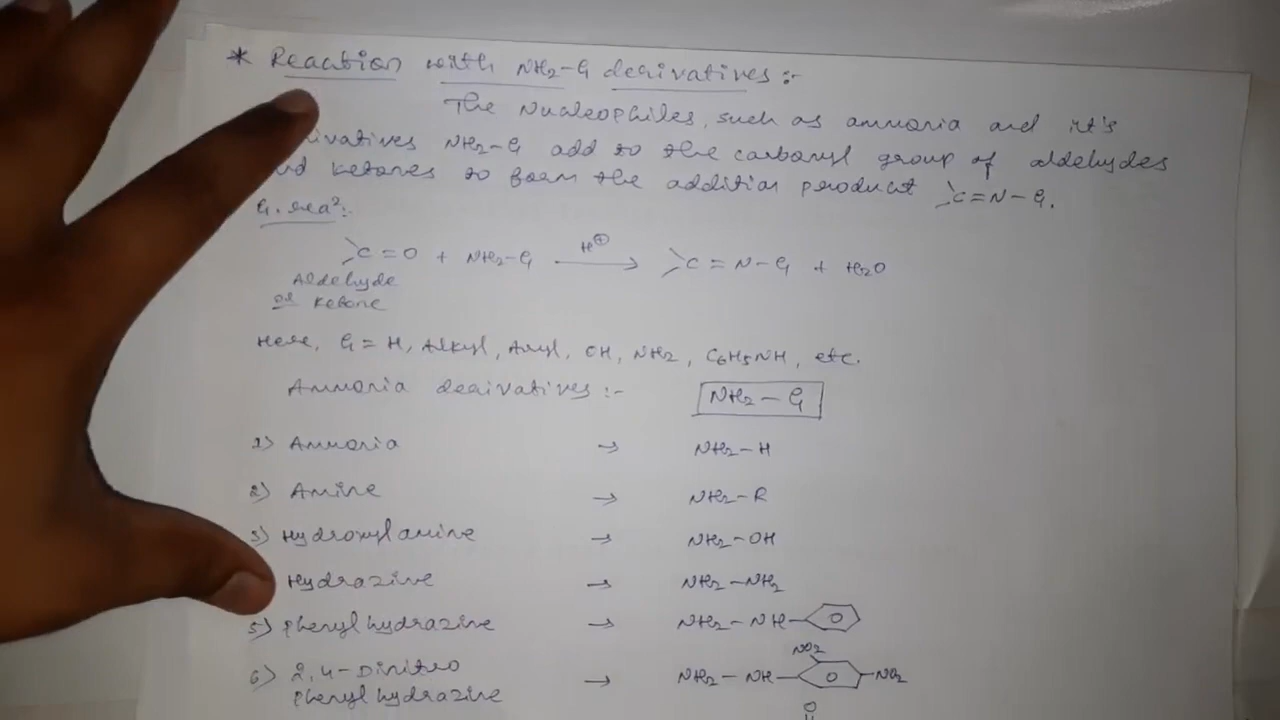 * Reaction with NH2-G derivatives :-
The Nucleophiles, such as ammonia and it's
rivatives NH2-G add to the carbonyl group of aldehydes
nd ketones to form the addition product >C=N-G.
G. rea²:-
>C=O + NH2-G —H⊕→ >C=N-G + H2O
Aldehyde
or Ketone
Here, G = H, Alkyl, Aryl, OH, NH2, C6H5NH, etc.
Ammonia derivatives :- NH2-G
1) Ammonia → NH2-H
2) Amine → NH2-R
3) Hydroxylamine → NH2-OH
Hydrazine → NH2-NH2
5) Phenyl hydrazine → NH2-NH-
NO2
6) 2,4-Dinitro → NH2-NH- -NO2
phenyl hydrazine
O